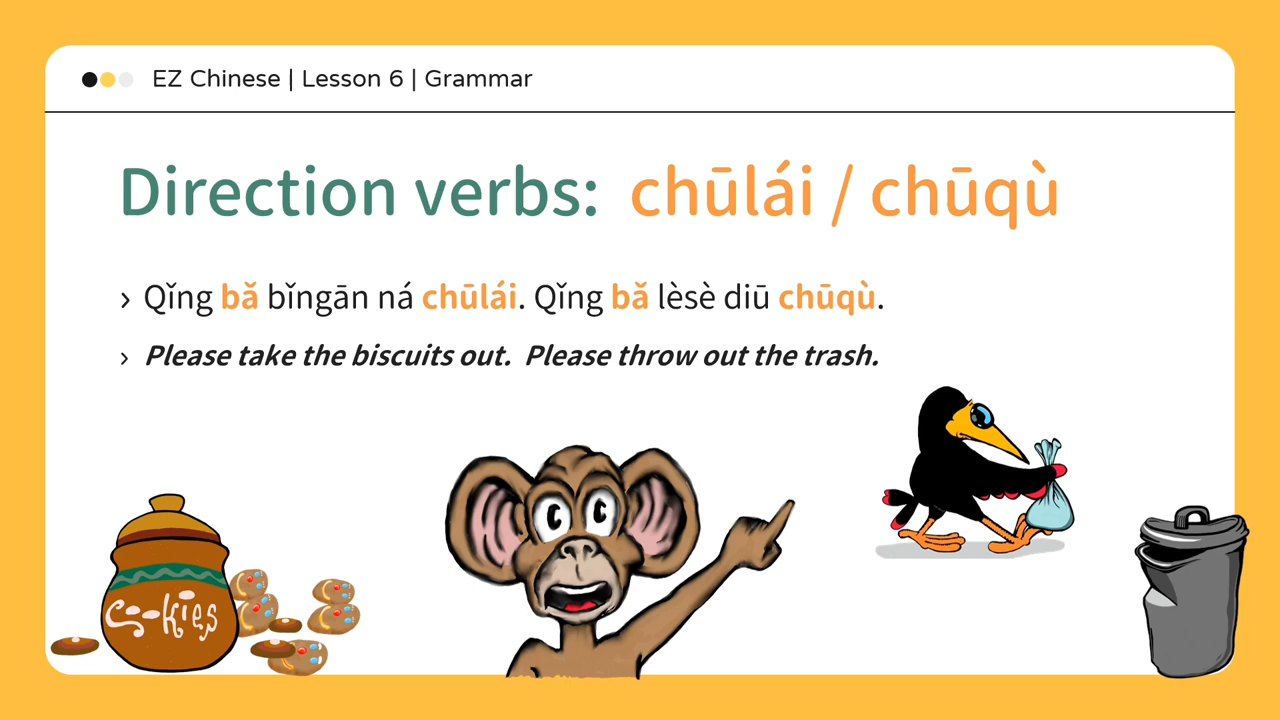 EZ Chinese | Lesson 6 | Grammar
Direction verbs: chūlái / chūqù
› Qǐng bǎ bǐngān ná chūlái. Qǐng bǎ lèsè diū chūqù.
› Please take the biscuits out. Please throw out the trash.
Cookies